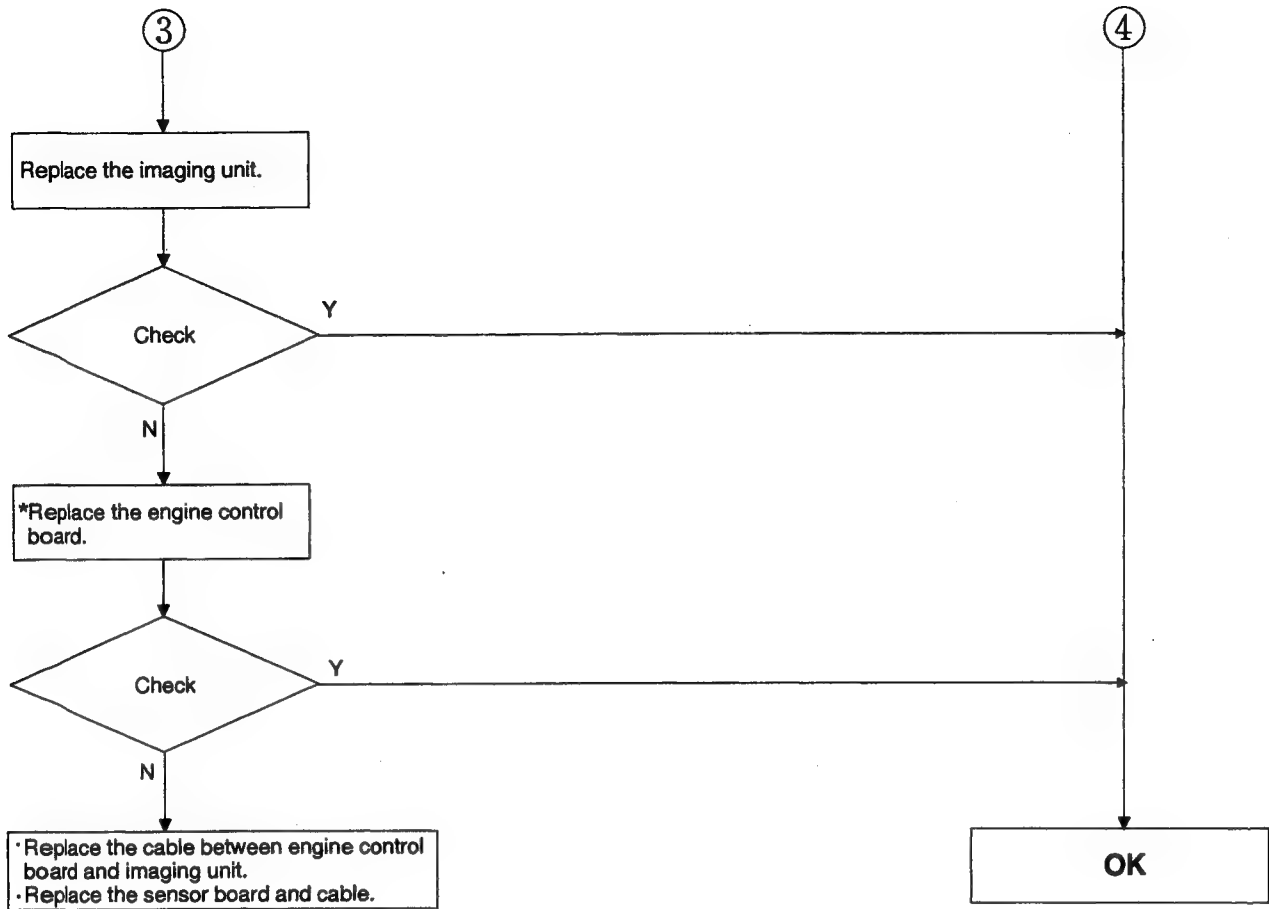 ③
④
Replace the imaging unit.
Check
Y
N
*Replace the engine control
board.
Check
Y
N
·Replace the cable between engine control
board and imaging unit.
·Replace the sensor board and cable.
OK